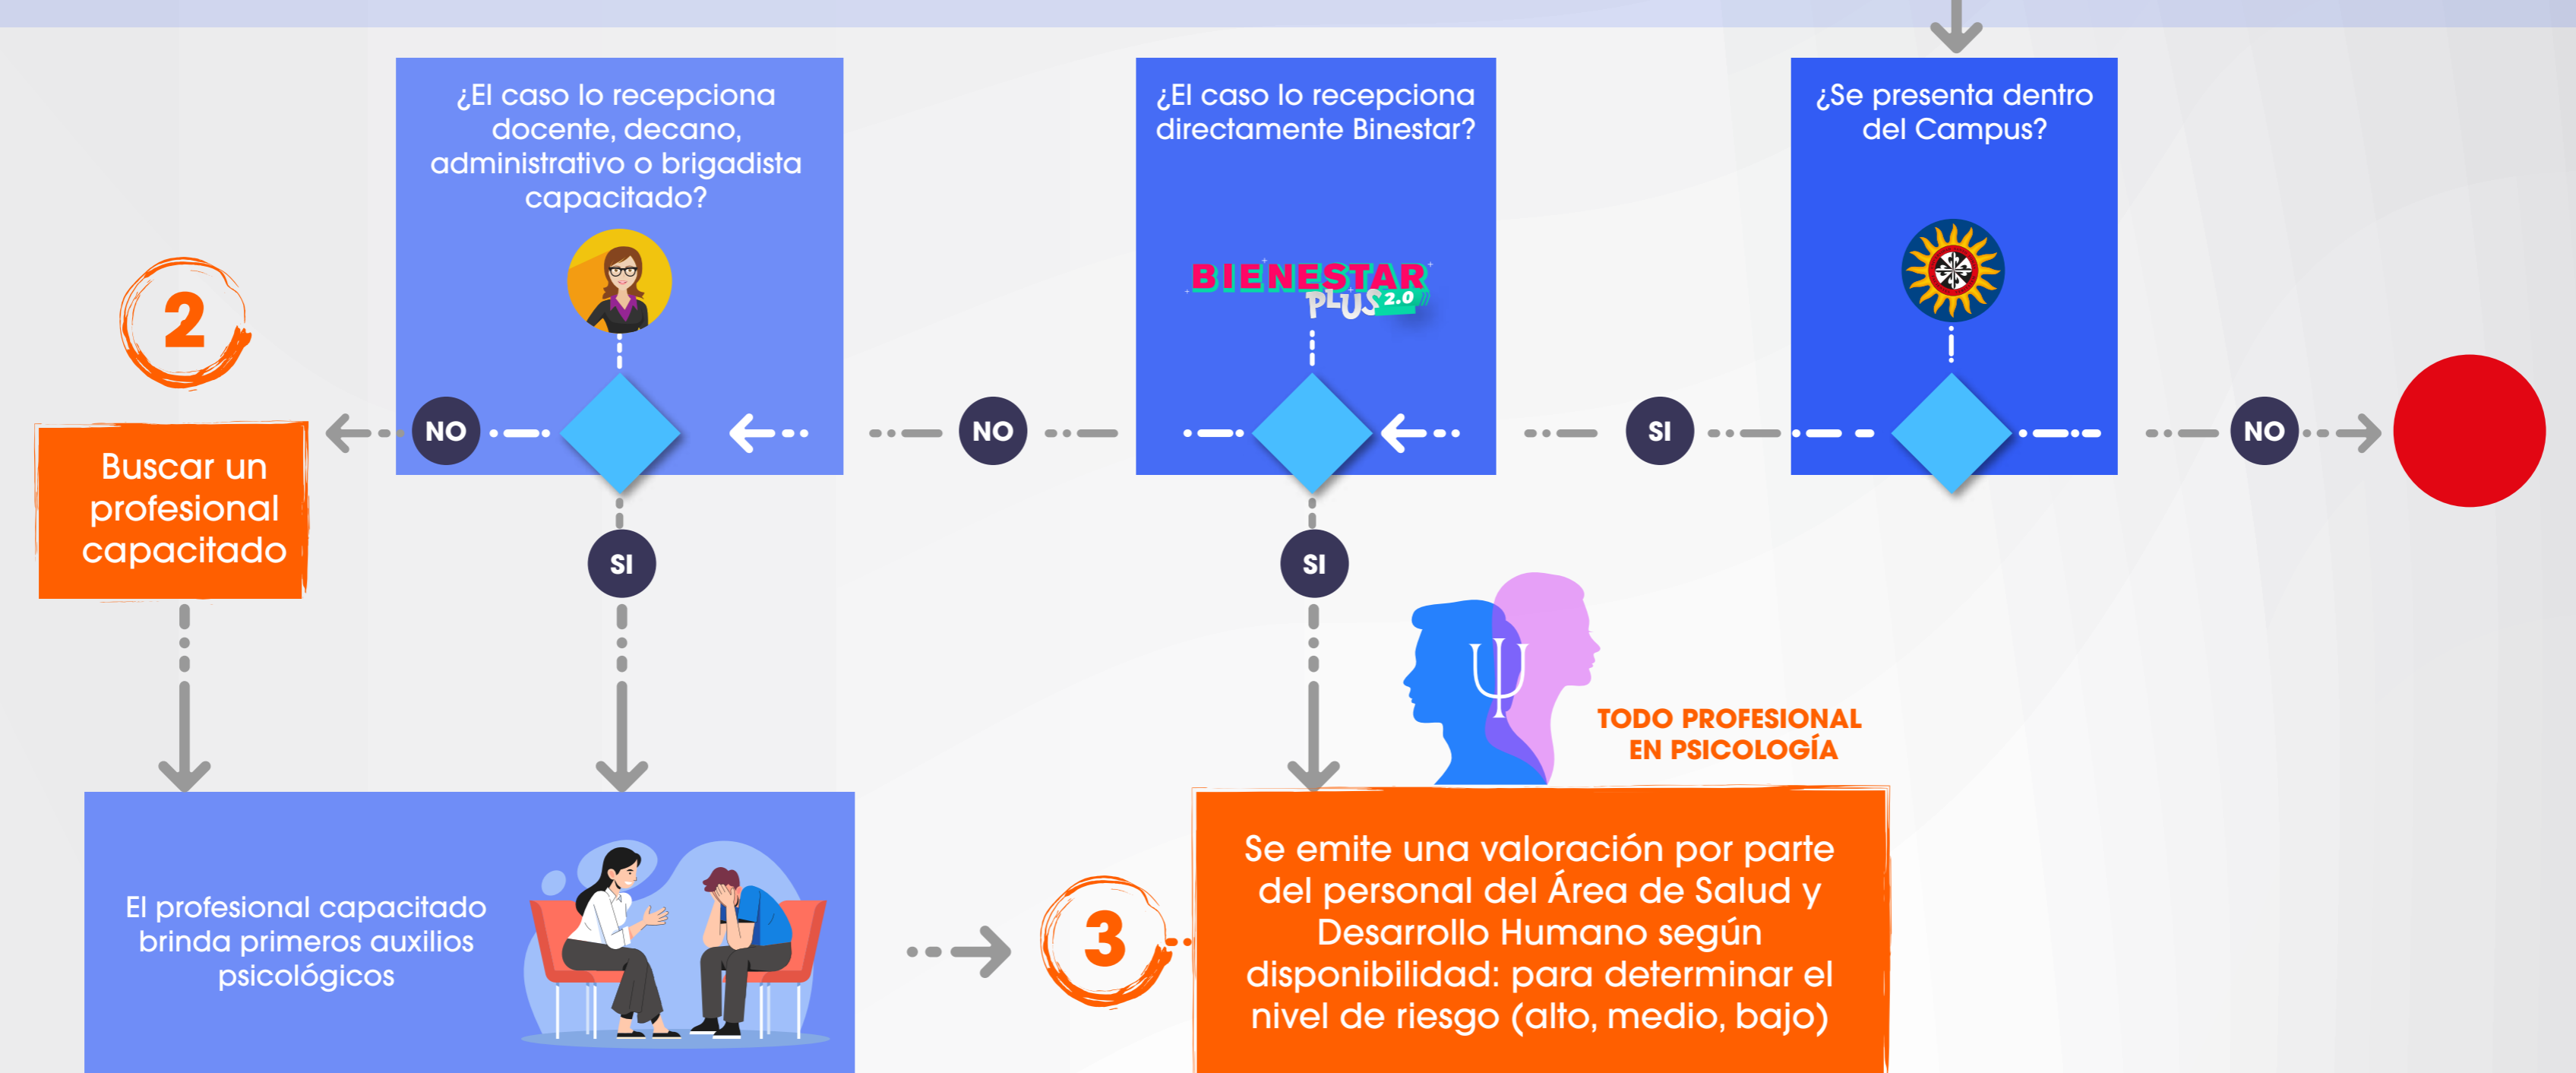 ¿El caso lo recepciona
docente, decano,
administrativo o brigadista
capacitado?
¿El caso lo recepciona
directamente Binestar?
BIENESTAR
PLUS 2.0
¿Se presenta dentro
del Campus?
2
Buscar un
profesional
capacitado
NO
NO
SI
NO
SI
SI
TODO PROFESIONAL
EN PSICOLOGÍA
El profesional capacitado
brinda primeros auxilios
psicológicos
3
Se emite una valoración por parte
del personal del Área de Salud y
Desarrollo Humano según
disponibilidad: para determinar el
nivel de riesgo (alto, medio, bajo)